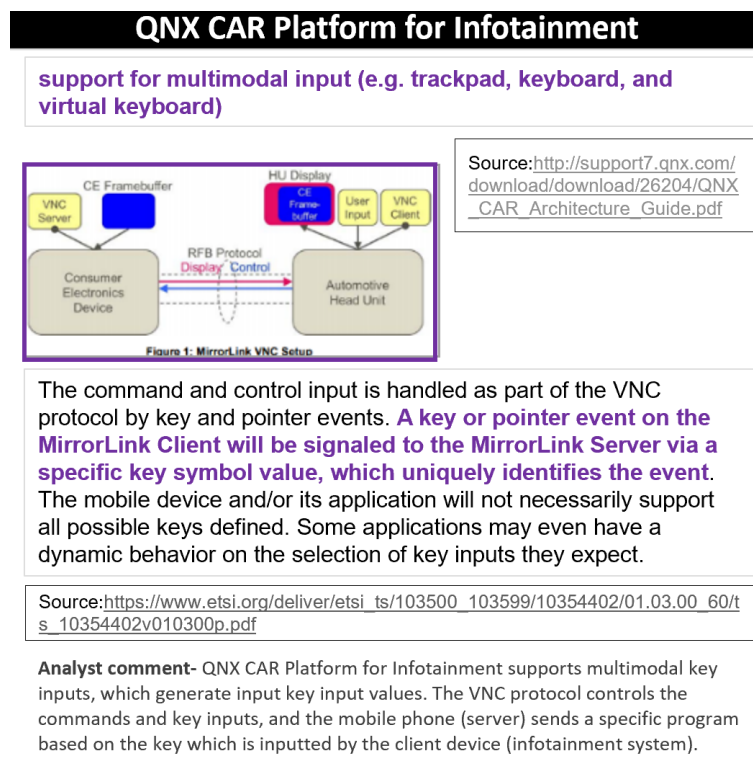 QNX CAR Platform for Infotainment
support for multimodal input (e.g. trackpad, keyboard, and
virtual keyboard)
Source:http://support7.qnx.com/
download/download/26204/QNX
_CAR_Architecture_Guide.pdf
CE Framebuffer
HU Display
VNC
Server
CE
Frame-
buffer
User
Input
VNC
Client
RFB Protocol
Display Control
Consumer
Electronics
Device
Automotive
Head Unit
Figure 1: MirrorLink VNC Setup
The command and control input is handled as part of the VNC
protocol by key and pointer events. A key or pointer event on the
MirrorLink Client will be signaled to the MirrorLink Server via a
specific key symbol value, which uniquely identifies the event.
The mobile device and/or its application will not necessarily support
all possible keys defined. Some applications may even have a
dynamic behavior on the selection of key inputs they expect.
Source:https://www.etsi.org/deliver/etsi_ts/103500_103599/10354402/01.03.00_60/t
s_10354402v010300p.pdf
Analyst comment- QNX CAR Platform for Infotainment supports multimodal key
inputs, which generate input key input values. The VNC protocol controls the
commands and key inputs, and the mobile phone (server) sends a specific program
based on the key which is inputted by the client device (infotainment system).